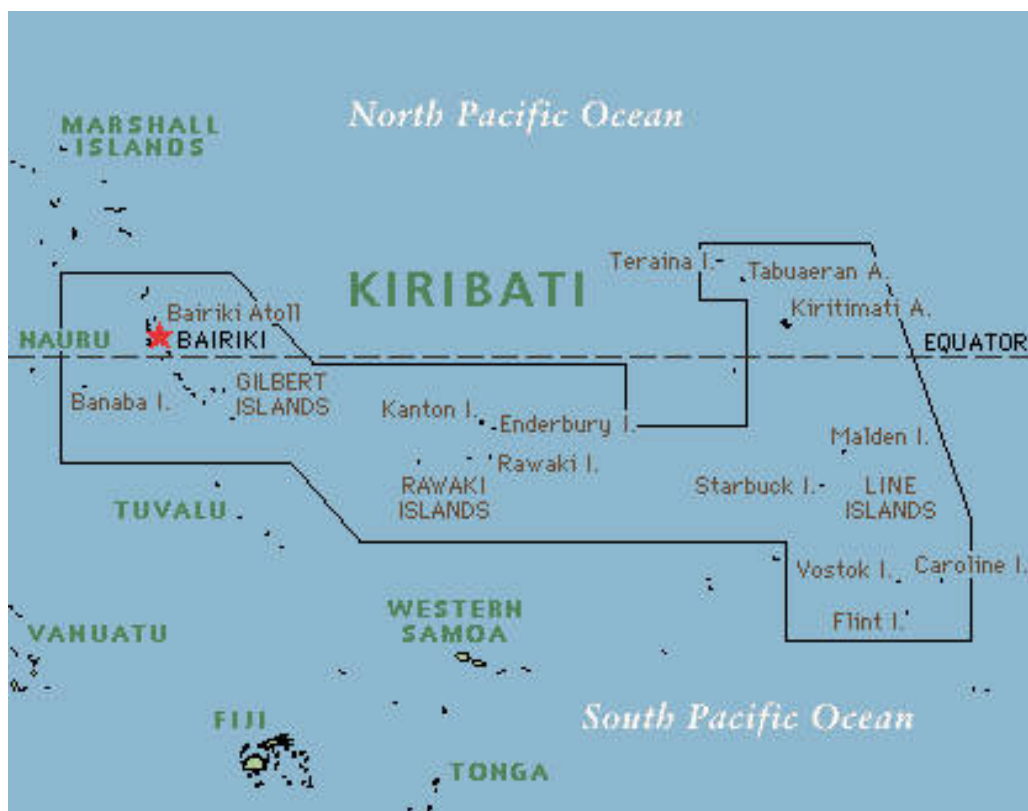 North Pacific Ocean
MARSHALL
ISLANDS
Teraina I.
Tabuaeran A.
KIRIBATI
Kiritimati A.
Bairiki Atoll
NAURU
BAIRIKI
EQUATOR
Banaba I.
GILBERT
ISLANDS
Kanton I.
Enderbury I.
Malden I.
Rawaki I.
RAWAKI
ISLANDS
Starbuck I.
LINE
ISLANDS
TUVALU
Vostok I.
Caroline I.
WESTERN
SAMOA
Flint I.
VANUATU
FIJI
South Pacific Ocean
TONGA